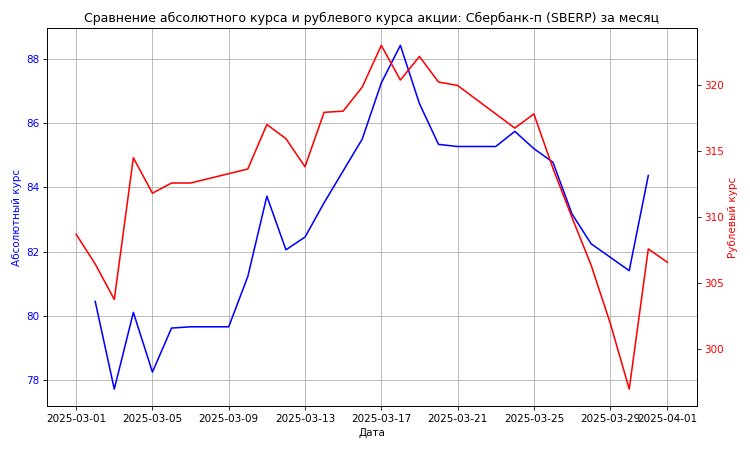 Сравнение абсолютного курса и рублевого курса акции: Сбербанк-п (SBERP) за месяц
Абсолютный курс
88
86
84
82
80
78
Рублевый курс
320
315
310
305
300
2025-03-01 2025-03-05 2025-03-09 2025-03-13 2025-03-17 2025-03-21 2025-03-25 2025-03-29 2025-04-01
Дата